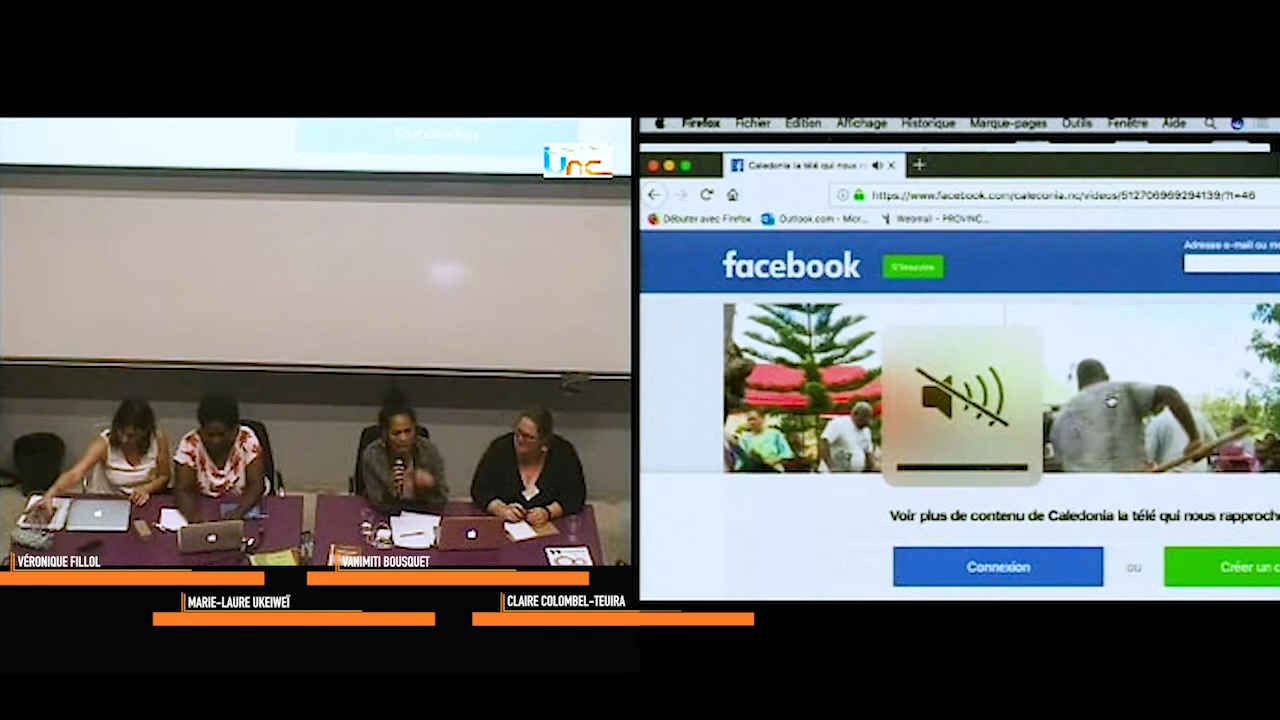 Connexion
Unc
VÉRONIQUE FILLOL
VANIMITI BOUSQUET
MARIE-LAURE UKEIWEÏ
CLAIRE COLOMBEL-TEUIRA
Firefox Fichier Edition Affichage Historique Marque-pages Outils Fenêtre Aide
Caledonia la télé qui nous r
https://www.facebook.com/caledonia.nc/videos/512706969294139/?t=46
Débuter avec Firefox Outlook.com - Micr... Webmail - PROVINC...
facebook
S'inscrire
Adresse e-mail ou mo
Voir plus de contenu de Caledonia la télé qui nous rapproche
Connexion ou Créer un c